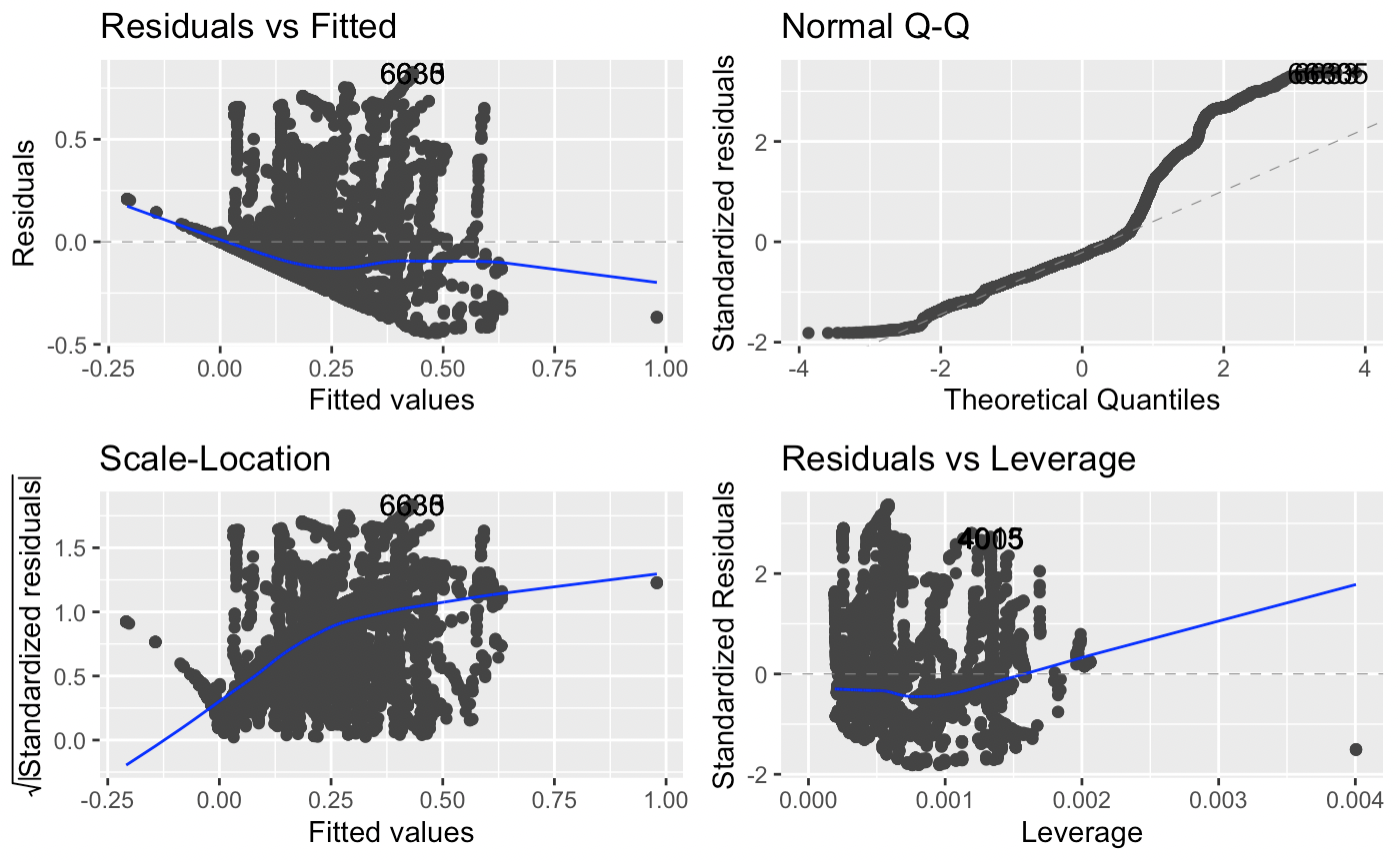 Residuals vs Fitted
Residuals
0.5
0.0
-0.5
-0.25 0.00 0.25 0.50 0.75 1.00
Fitted values
Normal Q-Q
Standardized residuals
2
0
-2
-4 -2 0 2 4
Theoretical Quantiles
Scale-Location
√|Standardized residuals|
1.5
1.0
0.5
0.0
-0.25 0.00 0.25 0.50 0.75 1.00
Fitted values
Residuals vs Leverage
Standardized Residuals
2
0
-2
0.000 0.001 0.002 0.003 0.004
Leverage